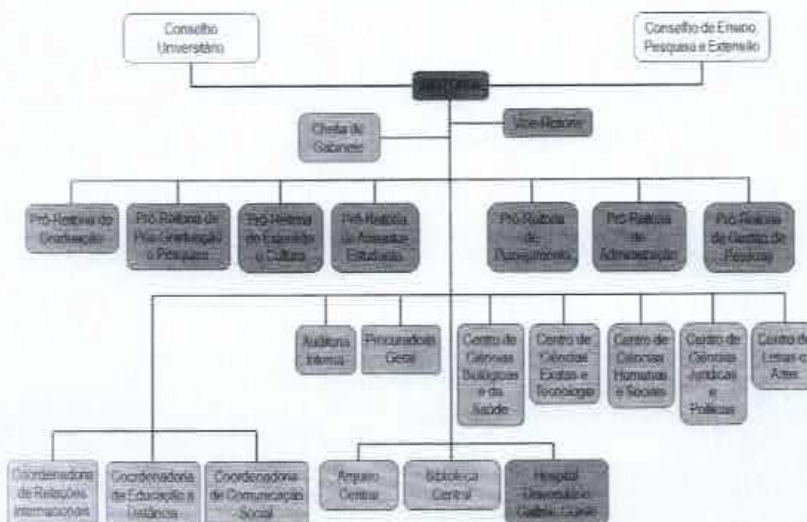 Conselho
Universitário
Conselho de Ensino
Pesquisa e Extensão
Chefia de
Gabinete
Vice-Reitoria
Pró-Reitoria de
Graduação
Pró-Reitoria de
Pós-Graduação
e Pesquisa
Pró-Reitoria
de Extensão
e Cultura
Pró-Reitoria
de Assuntos
Estudantis
Pró-Reitoria
de
Planejamento
Pró-Reitoria
de
Administração
Pró-Reitoria
de Gestão de
Pessoas
Auditoria
Interna
Procuradoria
Geral
Centro de
Ciências
Biológicas
e da
Saúde
Centro de
Ciências
Exatas e
Tecnologia
Centro de
Ciências
Humanas
e Sociais
Centro de
Ciências
Jurídicas
e
Políticas
Centro de
Letras e
Artes
Coordenadoria
de Relações
Internacionais
Coordenadoria
de Educação a
Distância
Coordenadoria
de Comunicação
Social
Arquivo
Central
Biblioteca
Central
Hospital
Universitário
Gaffrée Guinle